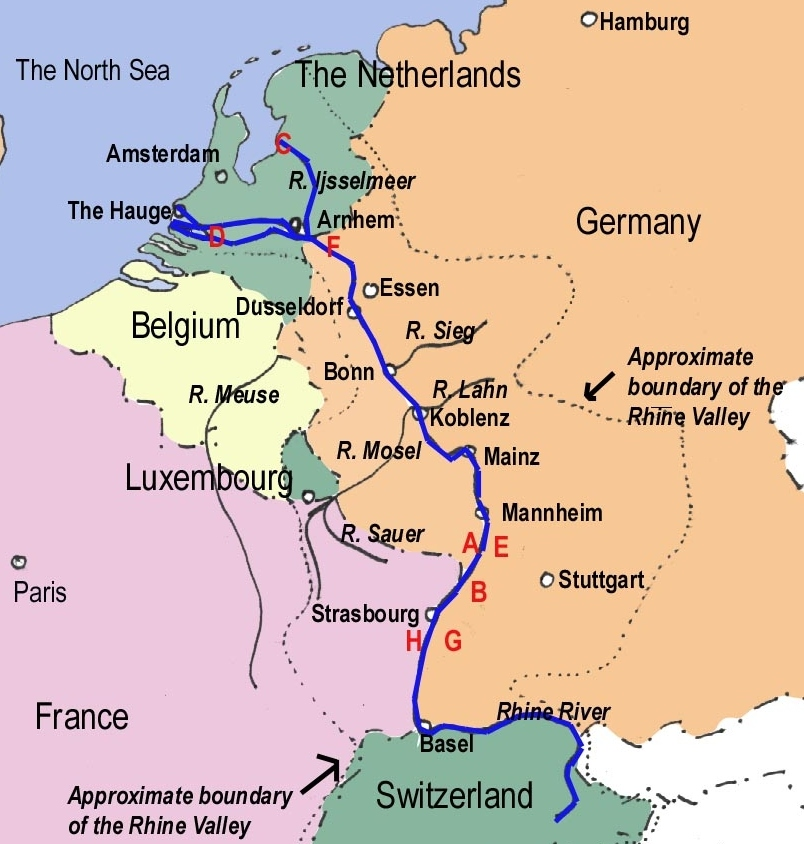 Hamburg
The North Sea
The Netherlands
C
Amsterdam
R. Ijsselmeer
The Hauge
Arnhem
D
F
Germany
Essen
Dusseldorf
Belgium
R. Sieg
Approximate
boundary of the
Rhine Valley
Bonn
R. Meuse
R. Lahn
Koblenz
R. Mosel
Mainz
Luxembourg
Mannheim
R. Sauer
A
E
Paris
Stuttgart
B
Strasbourg
H
G
France
Rhine River
Basel
Switzerland
Approximate boundary
of the Rhine Valley